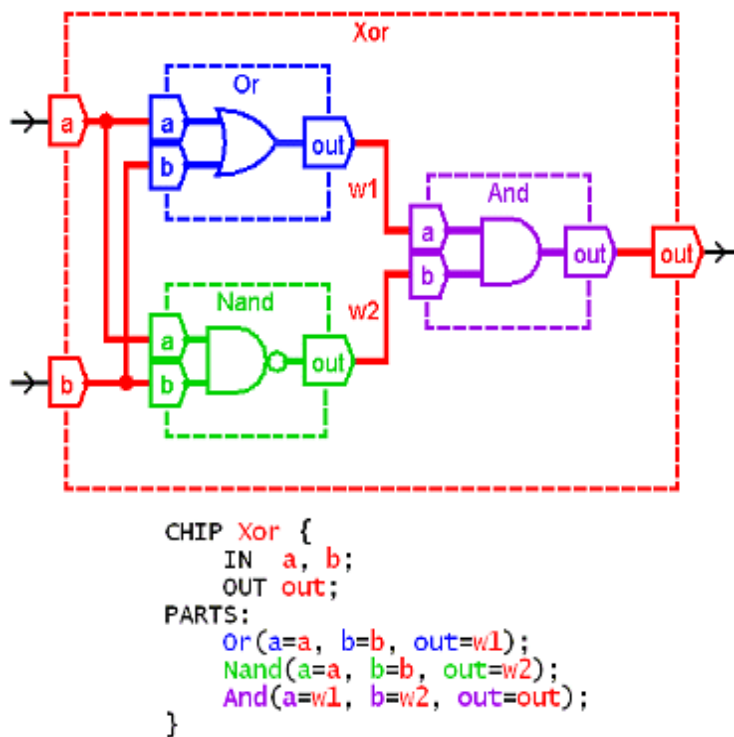 Xor
Or
a
a
b
out
w1
And
a
b
out
out
Nand
w2
a
b
out
b
CHIP Xor {
IN a, b;
OUT out;
PARTS:
Or(a=a, b=b, out=w1);
Nand(a=a, b=b, out=w2);
And(a=w1, b=w2, out=out);
}